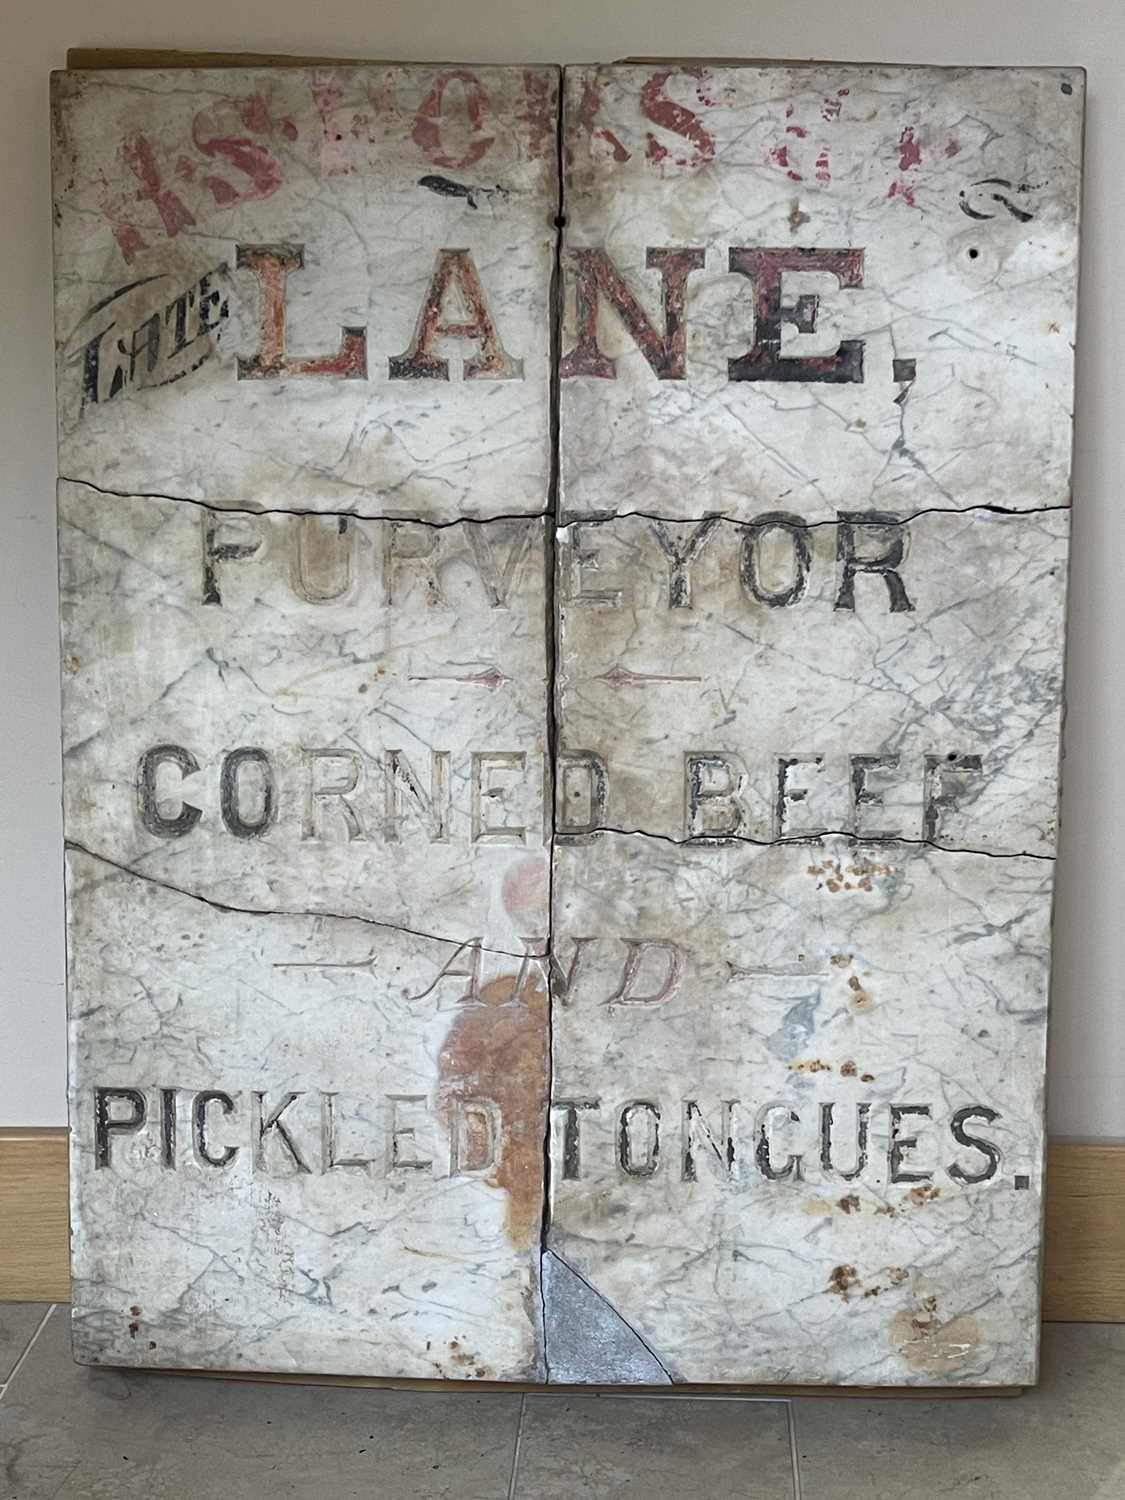 LATE LANE,
PURVEYOR
CORNED BEEF
AND
PICKLED TONGUES.